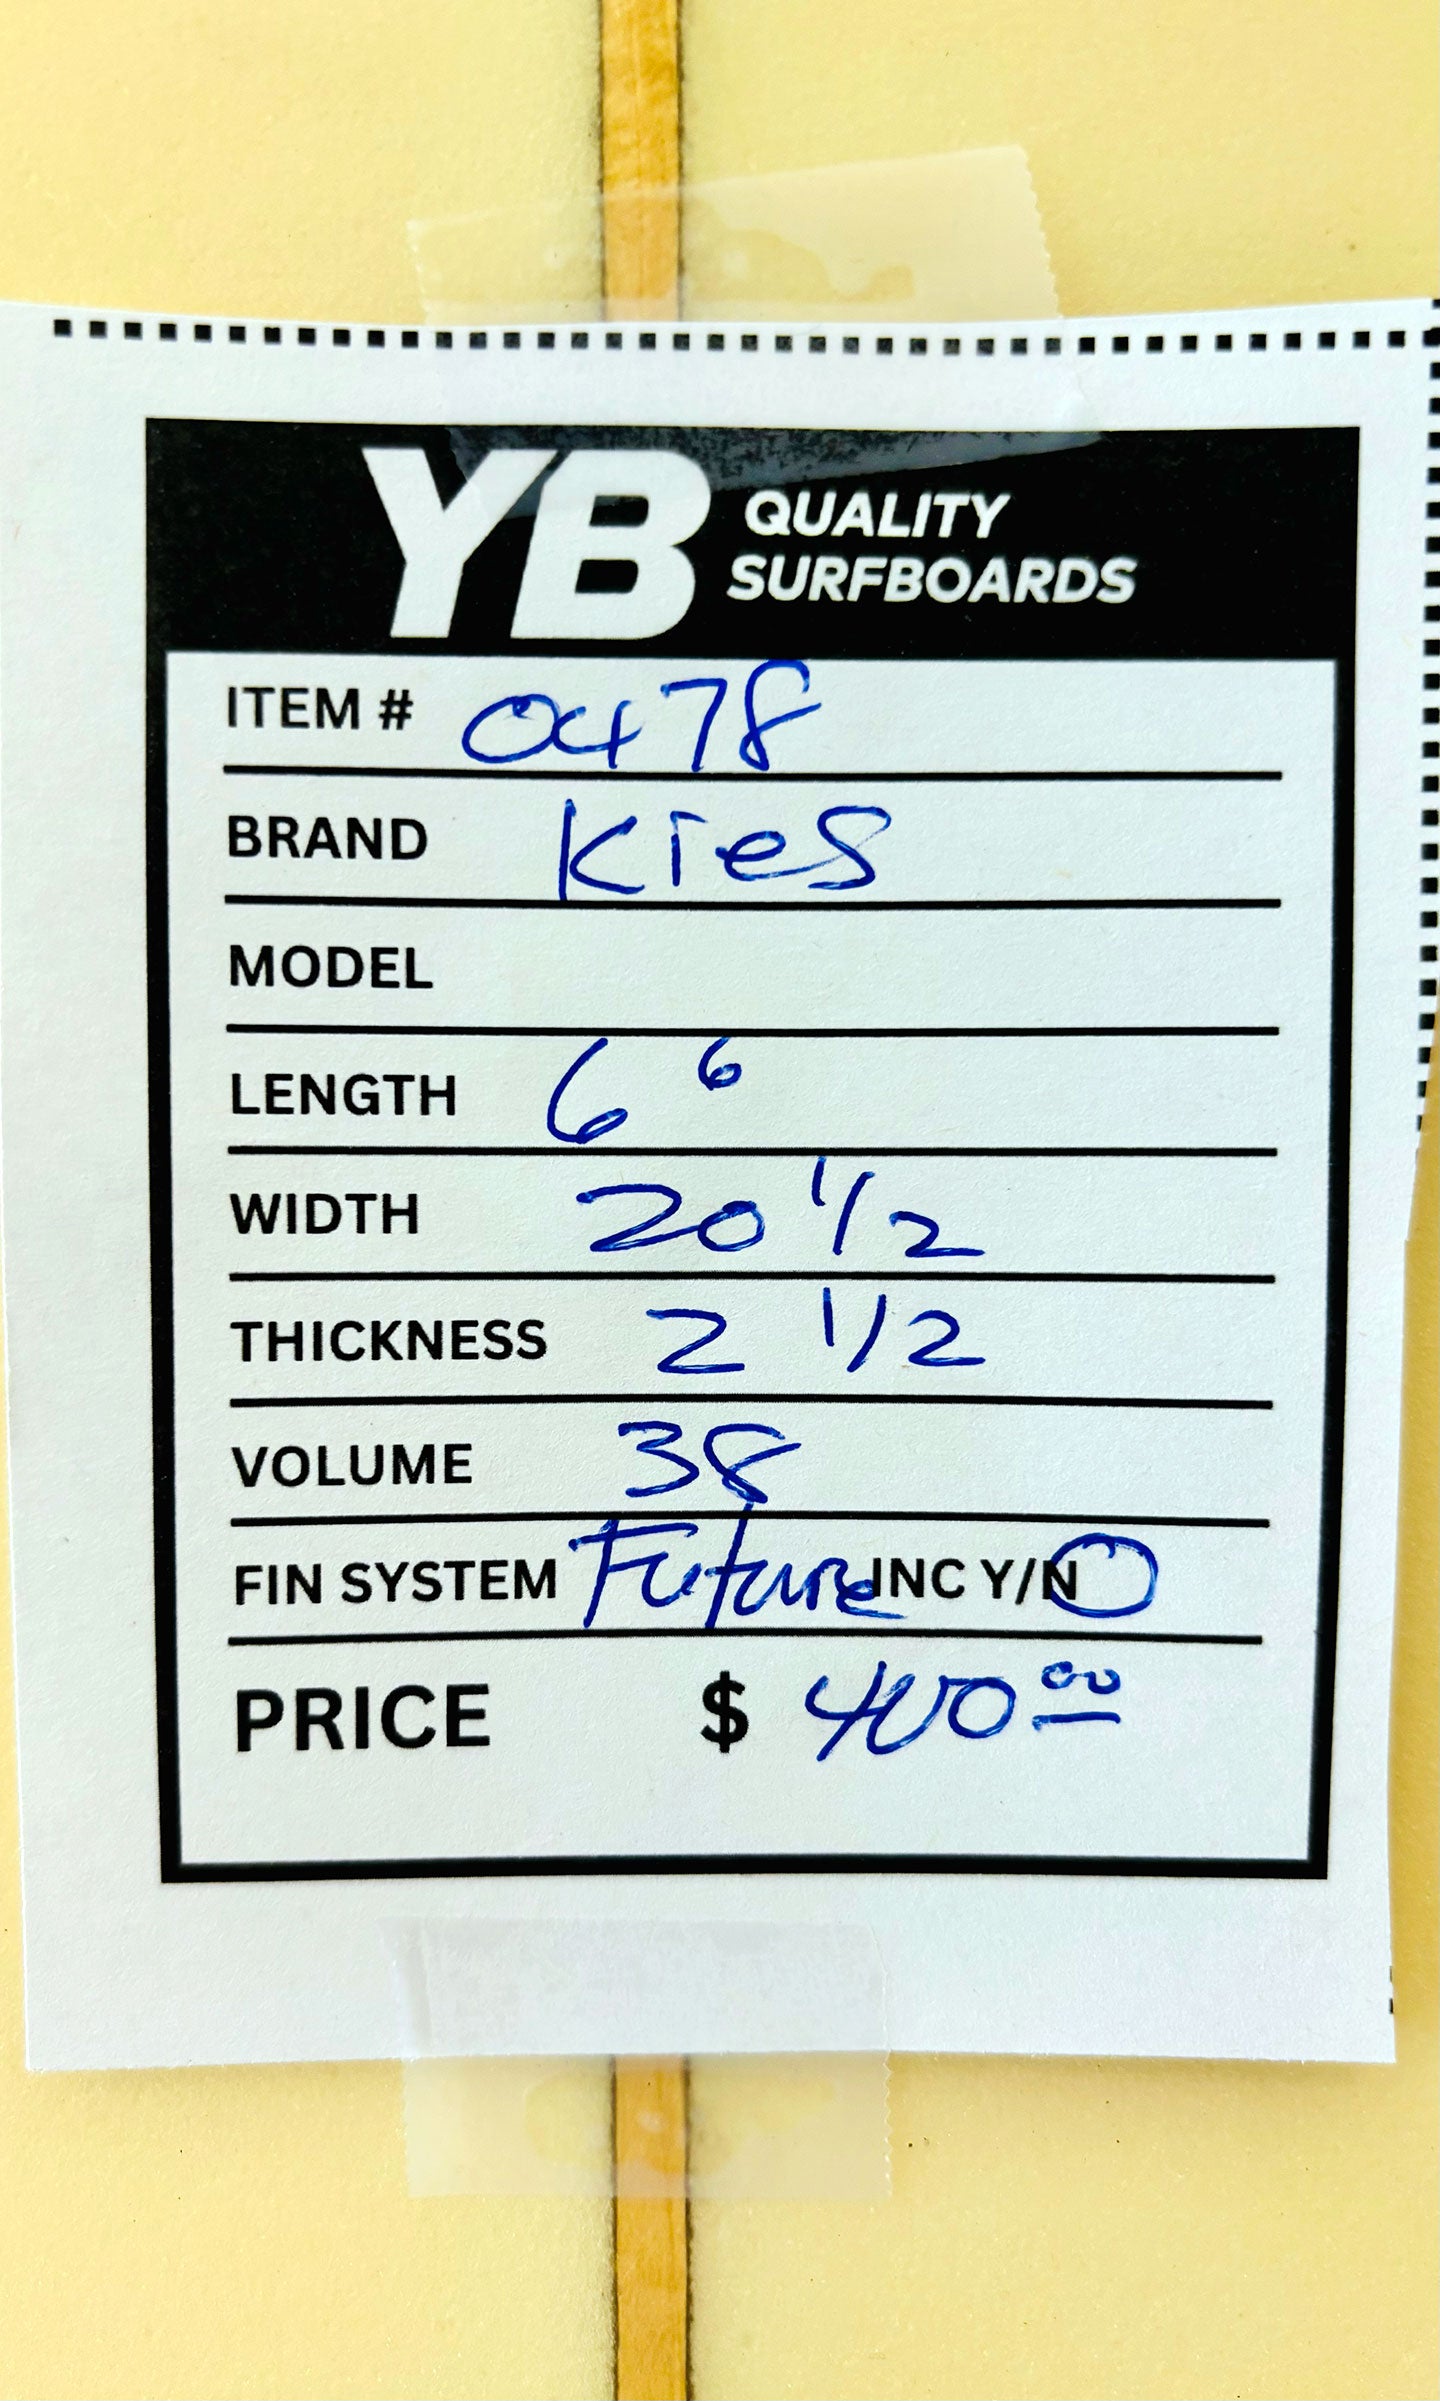 YB QUALITY
SURFBOARDS
ITEM # 0478
BRAND Kies
MODEL
LENGTH 6 6
WIDTH 20 1/2
THICKNESS 2 1/2
VOLUME 38
FIN SYSTEM Future INC Y/N
PRICE $ 400.00